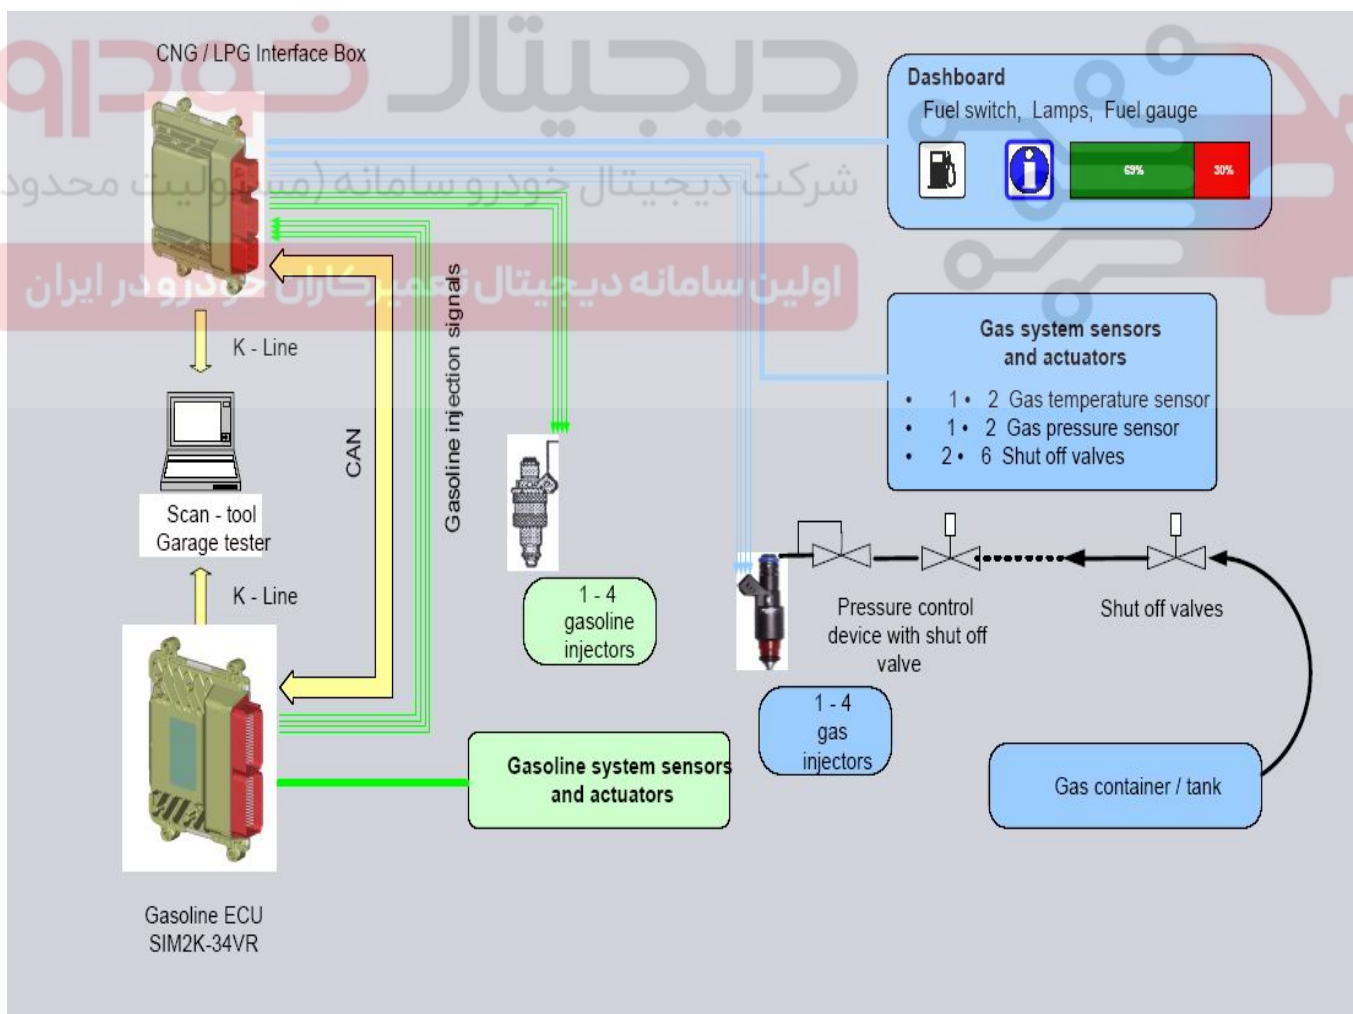 CNG / LPG Interface Box
دیجیتال خودرو
شرکت دیجیتال خودرو سامانه (مسئولیت محدود
اولین سامانه دیجیتال تعمیرکاران خودرو در ایران
Dashboard
Fuel switch, Lamps, Fuel gauge
69%
30%
K - Line
CAN
Gasoline injection signals
Gas system sensors
and actuators
• 1 • 2 Gas temperature sensor
• 1 • 2 Gas pressure sensor
• 2 • 6 Shut off valves
Scan - tool
Garage tester
K - Line
1 - 4
gasoline
injectors
Pressure control
device with shut off
valve
Shut off valves
1 - 4
gas
injectors
Gasoline system sensors
and actuators
Gas container / tank
Gasoline ECU
SIM2K-34VR